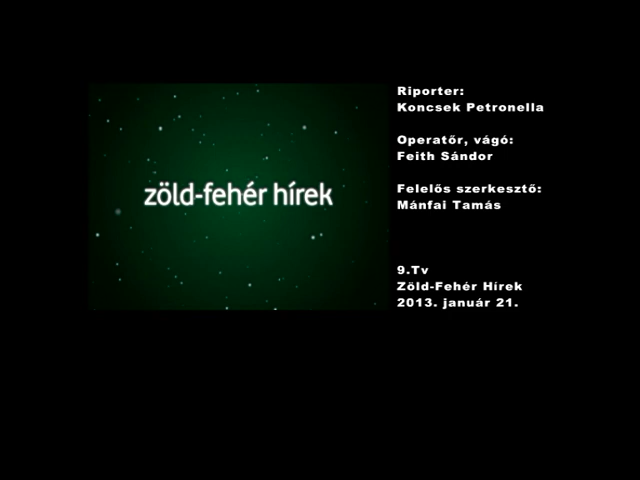 zöld-fehér hírek
Riporter:
Koncsek Petronella
Operatőr, vágó:
Feith Sándor
Felelős szerkesztő:
Mánfai Tamás
9.Tv
Zöld-Fehér Hírek
2013. január 21.